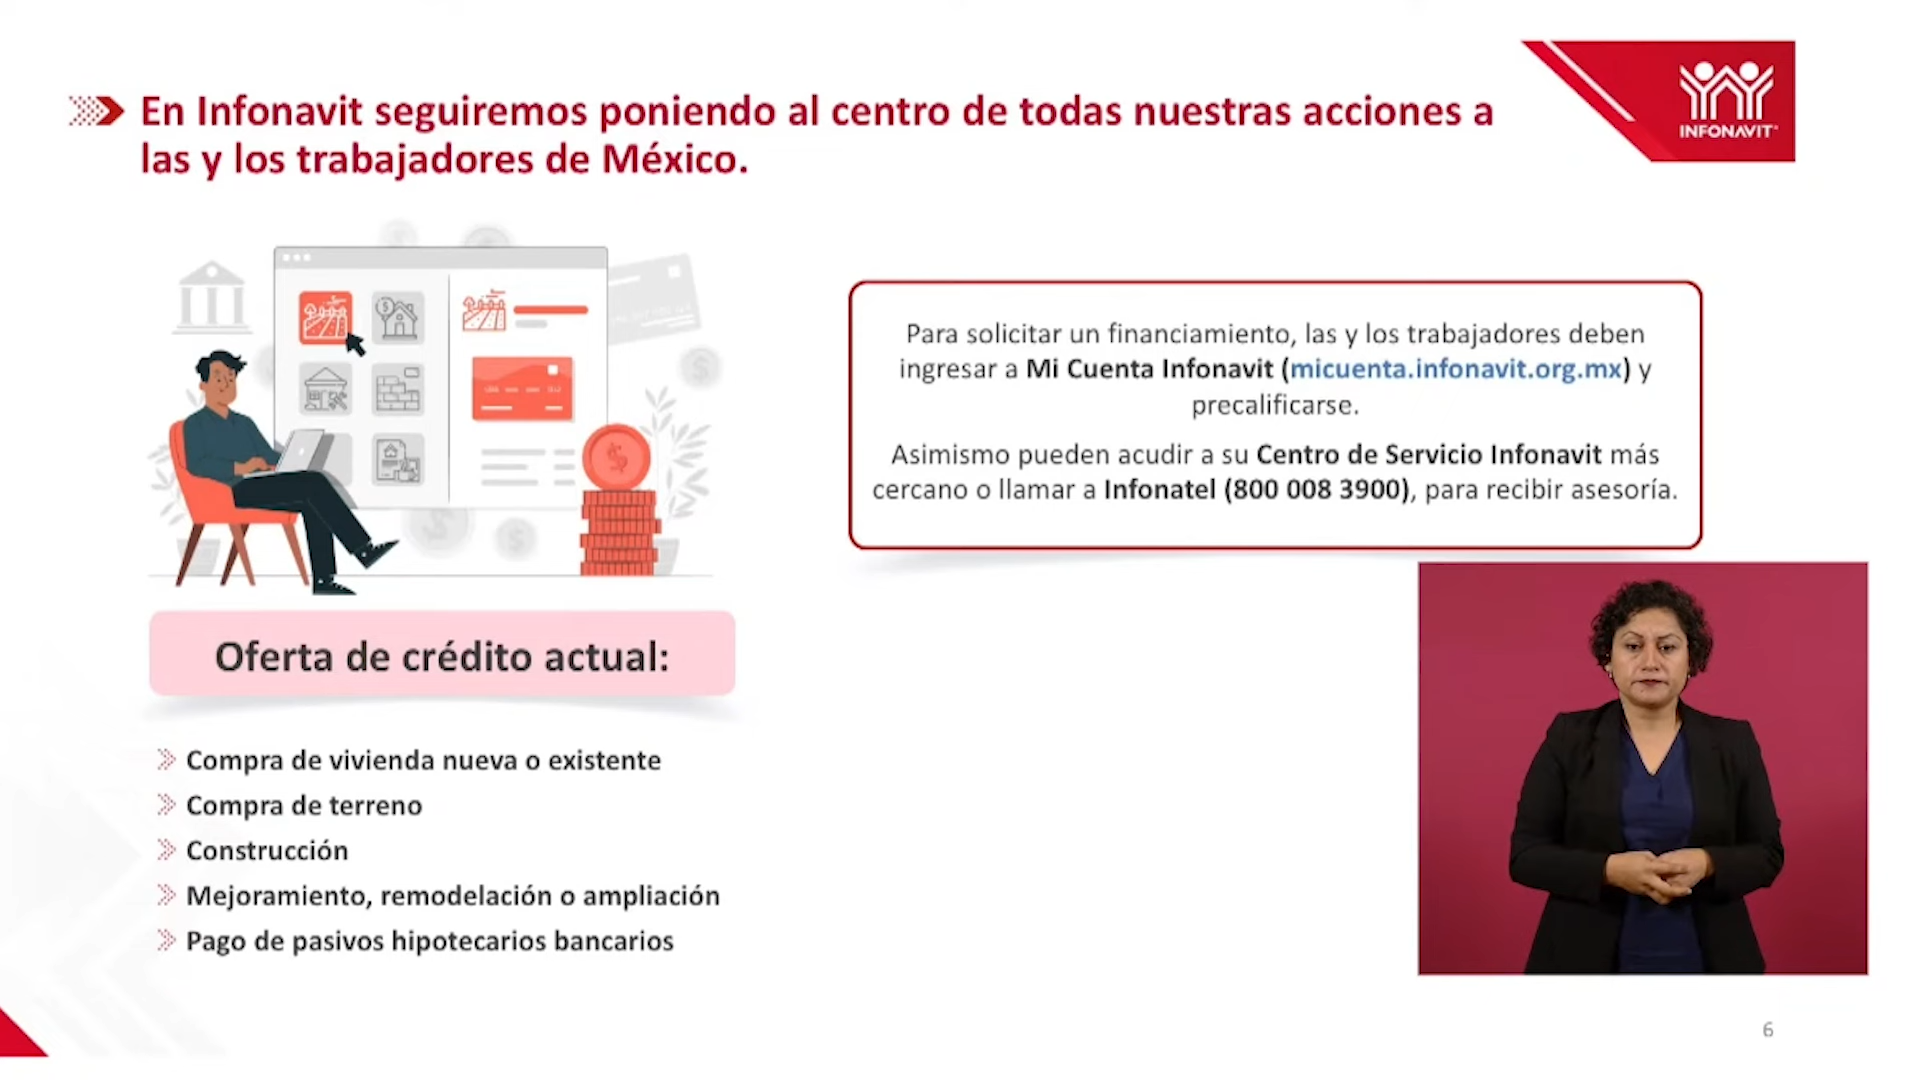 En Infonavit seguiremos poniendo al centro de todas nuestras acciones a
las y los trabajadores de México.
INFONAVIT
Para solicitar un financiamiento, las y los trabajadores deben
ingresar a Mi Cuenta Infonavit (micuenta.infonavit.org.mx) y
precalificarse.
Asimismo pueden acudir a su Centro de Servicio Infonavit más
cercano o llamar a Infonatel (800 008 3900), para recibir asesoría.
Oferta de crédito actual:
Compra de vivienda nueva o existente
Compra de terreno
Construcción
Mejoramiento, remodelación o ampliación
Pago de pasivos hipotecarios bancarios
6